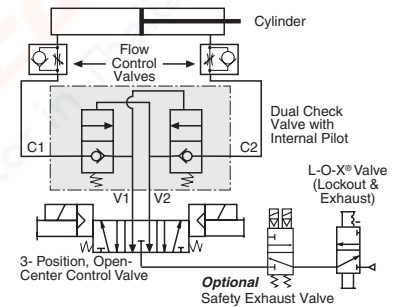 Cylinder
Flow
Control
Valves
Dual Check
Valve with
Internal Pilot
C1
C2
L-O-X® Valve
(Lockout &
Exhaust)
V1
V2
3- Position, Open-
Center Control Valve
Optional
Safety Exhaust Valve